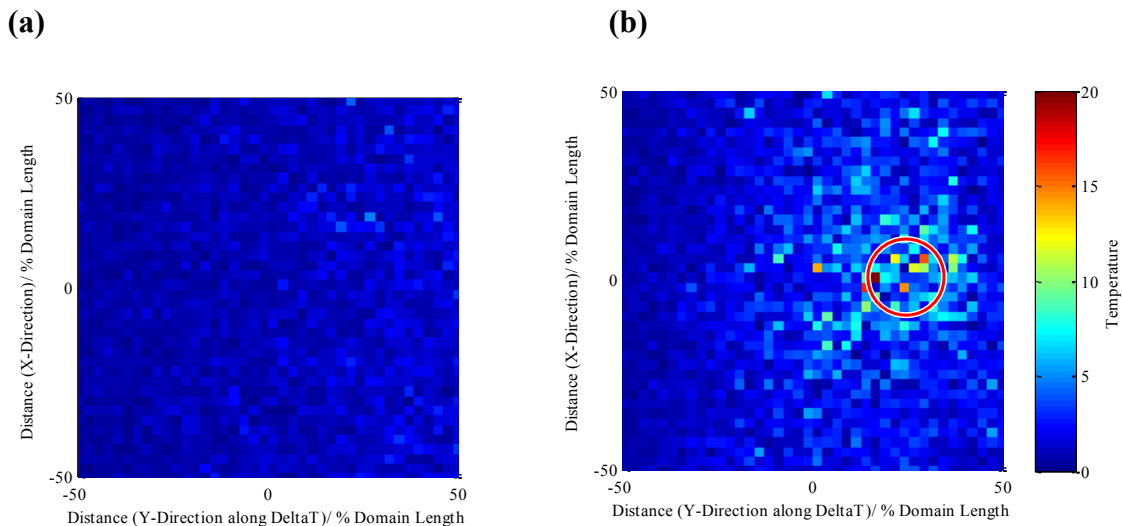 (a)
(b)
50
0
-50
-50
0
50
Distance (X-Direction)/ % Domain Length
Distance (Y-Direction along DeltaT)/ % Domain Length
50
0
-50
-50
0
50
Distance (X-Direction)/ % Domain Length
Distance (Y-Direction along DeltaT)/ % Domain Length
20
15
10
5
0
Temperature